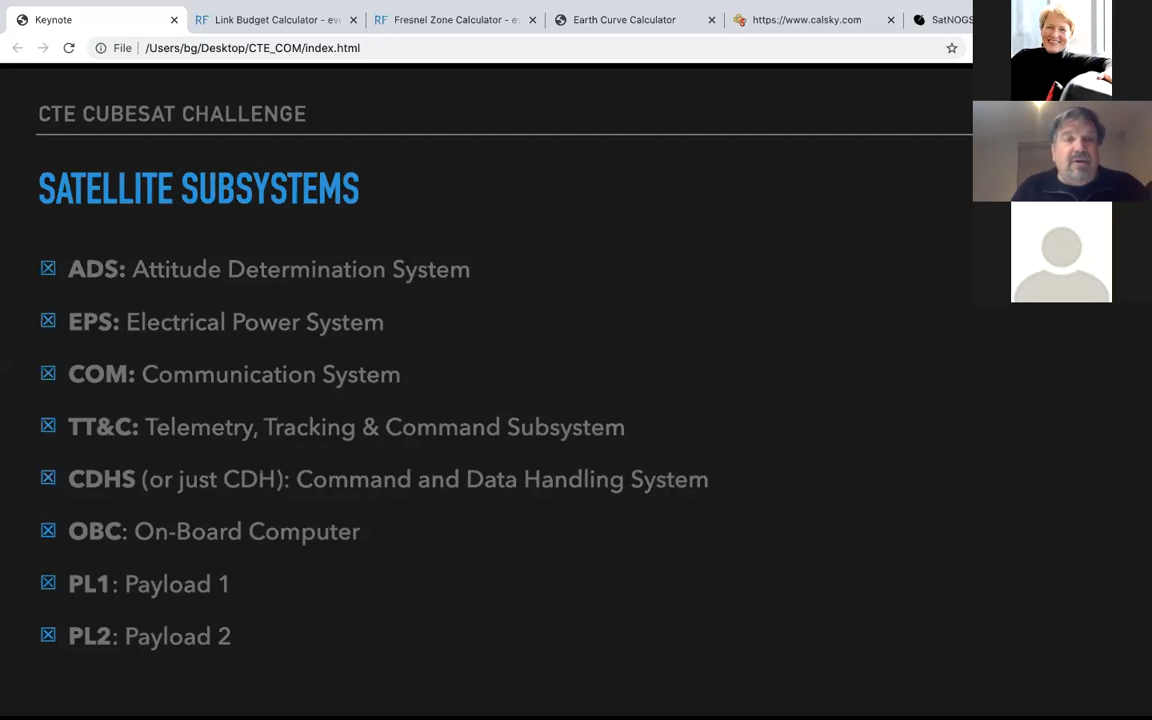 Keynote
RF Link Budget Calculator - eve
RF Fresnel Zone Calculator - e
Earth Curve Calculator
https://www.calsky.com
SatNOGS
File
/Users/bg/Desktop/CTE_COM/index.html
CTE CUBESAT CHALLENGE
SATELLITE SUBSYSTEMS
ADS: Attitude Determination System
EPS: Electrical Power System
COM: Communication System
TT&C: Telemetry, Tracking & Command Subsystem
CDHS (or just CDH): Command and Data Handling System
OBC: On-Board Computer
PL1: Payload 1
PL2: Payload 2